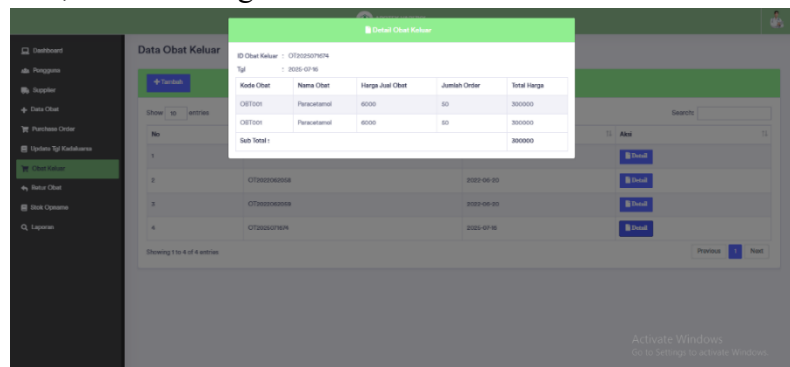 Detail Obat Keluar
Dashboard
Data Obat Keluar
ID Obat Keluar : OT2025071674
Pengguna
Tgl : 2025-07-16
Supplier
+ Tambah
Kode Obat Nama Obat Harga Jual Obat Jumlah Order Total Harga
Data Obat
OBT001 Paracetamol 6000 50 300000
Show 10 entries
Search:
Purchase Order
OBT001 Paracetamol 6000 50 300000
No
Aksi
Update Tgl Kadaluarsa
Sub Total : 300000
1 Detail
Obat Keluar
2 2025-06-20 Detail
Retur Obat
3 2025-06-20 Detail
Stok Opname
4 OT2025071674 2025-07-16 Detail
Laporan
Showing 1 to 4 of 4 entries
Previous 1 Next
Activate Windows
Go to Settings to activate Windows.